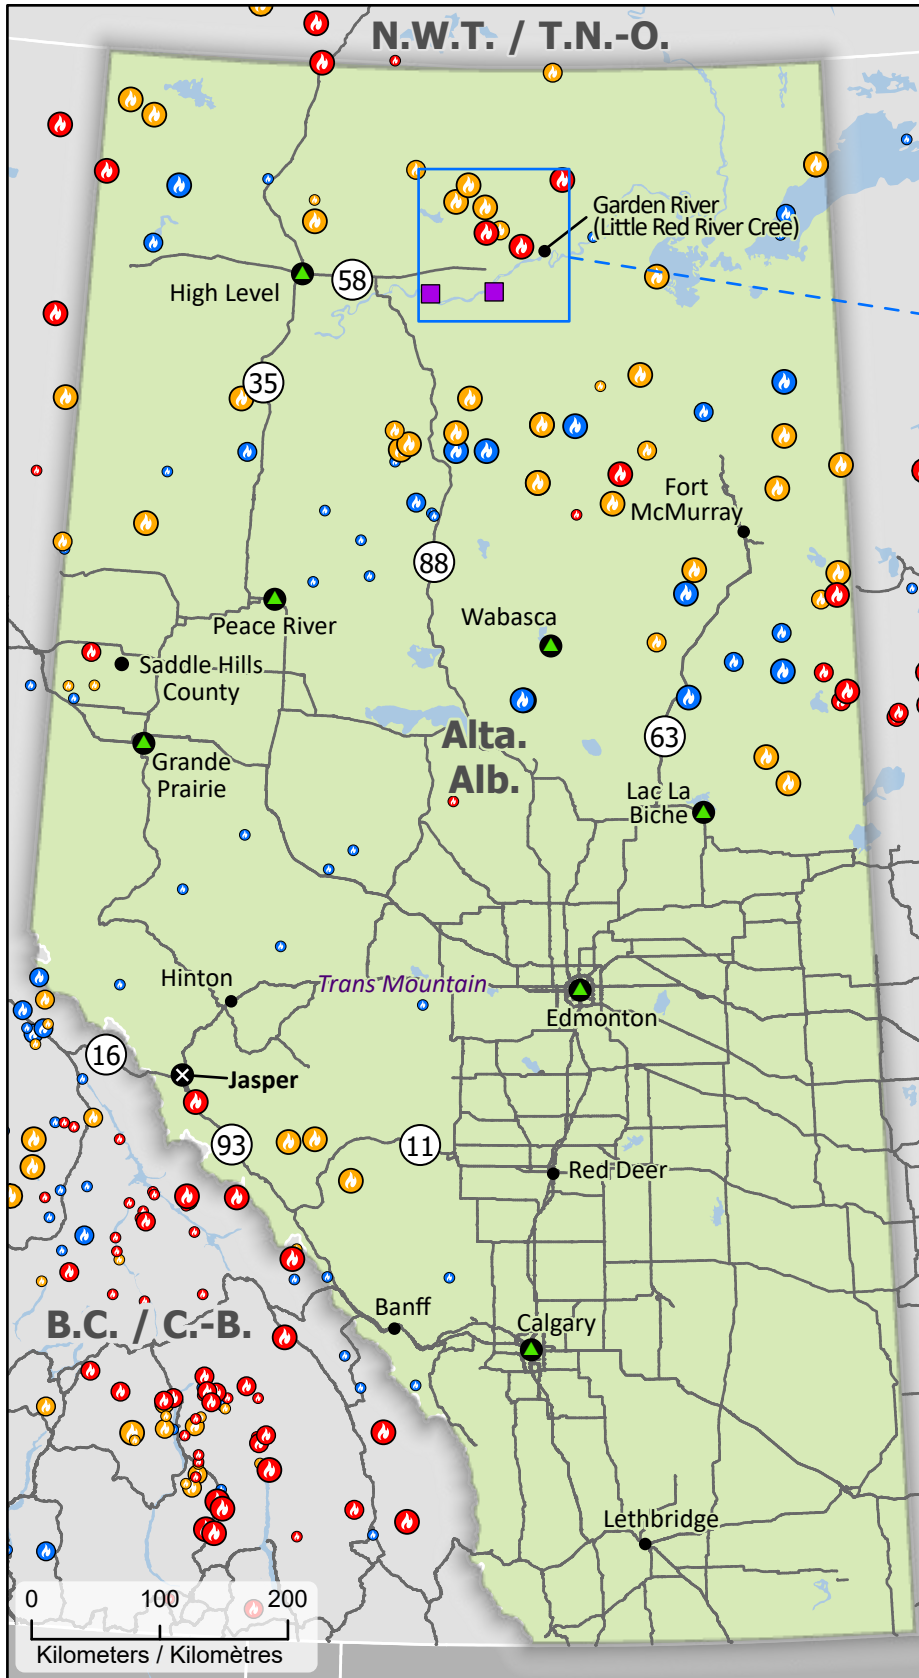 N.W.T. / T.N.-O.
Garden River
(Little Red River Cree)
High Level
58
35
Fort
McMurray
88
Peace River
Wabasca
Saddle Hills
County
63
Alta.
Alb.
Grande
Prairie
Lac La
Biche
Hinton
Trans Mountain
Edmonton
16
Jasper
93
11
Red Deer
Banff
B.C. / C.-B.
Calgary
Lethbridge
0 100 200
Kilometers / Kilomètres